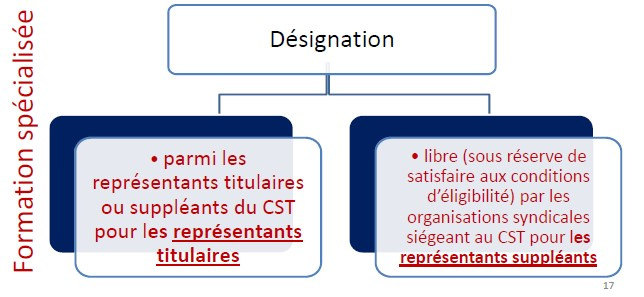 Formation spécialisée
Désignation
• parmi les
représentants titulaires
ou suppléants du CST
pour les représentants
titulaires
• libre (sous réserve de
satisfaire aux conditions
d'éligibilité) par les
organisations syndicales
siégeant au CST pour les
représentants suppléants
17